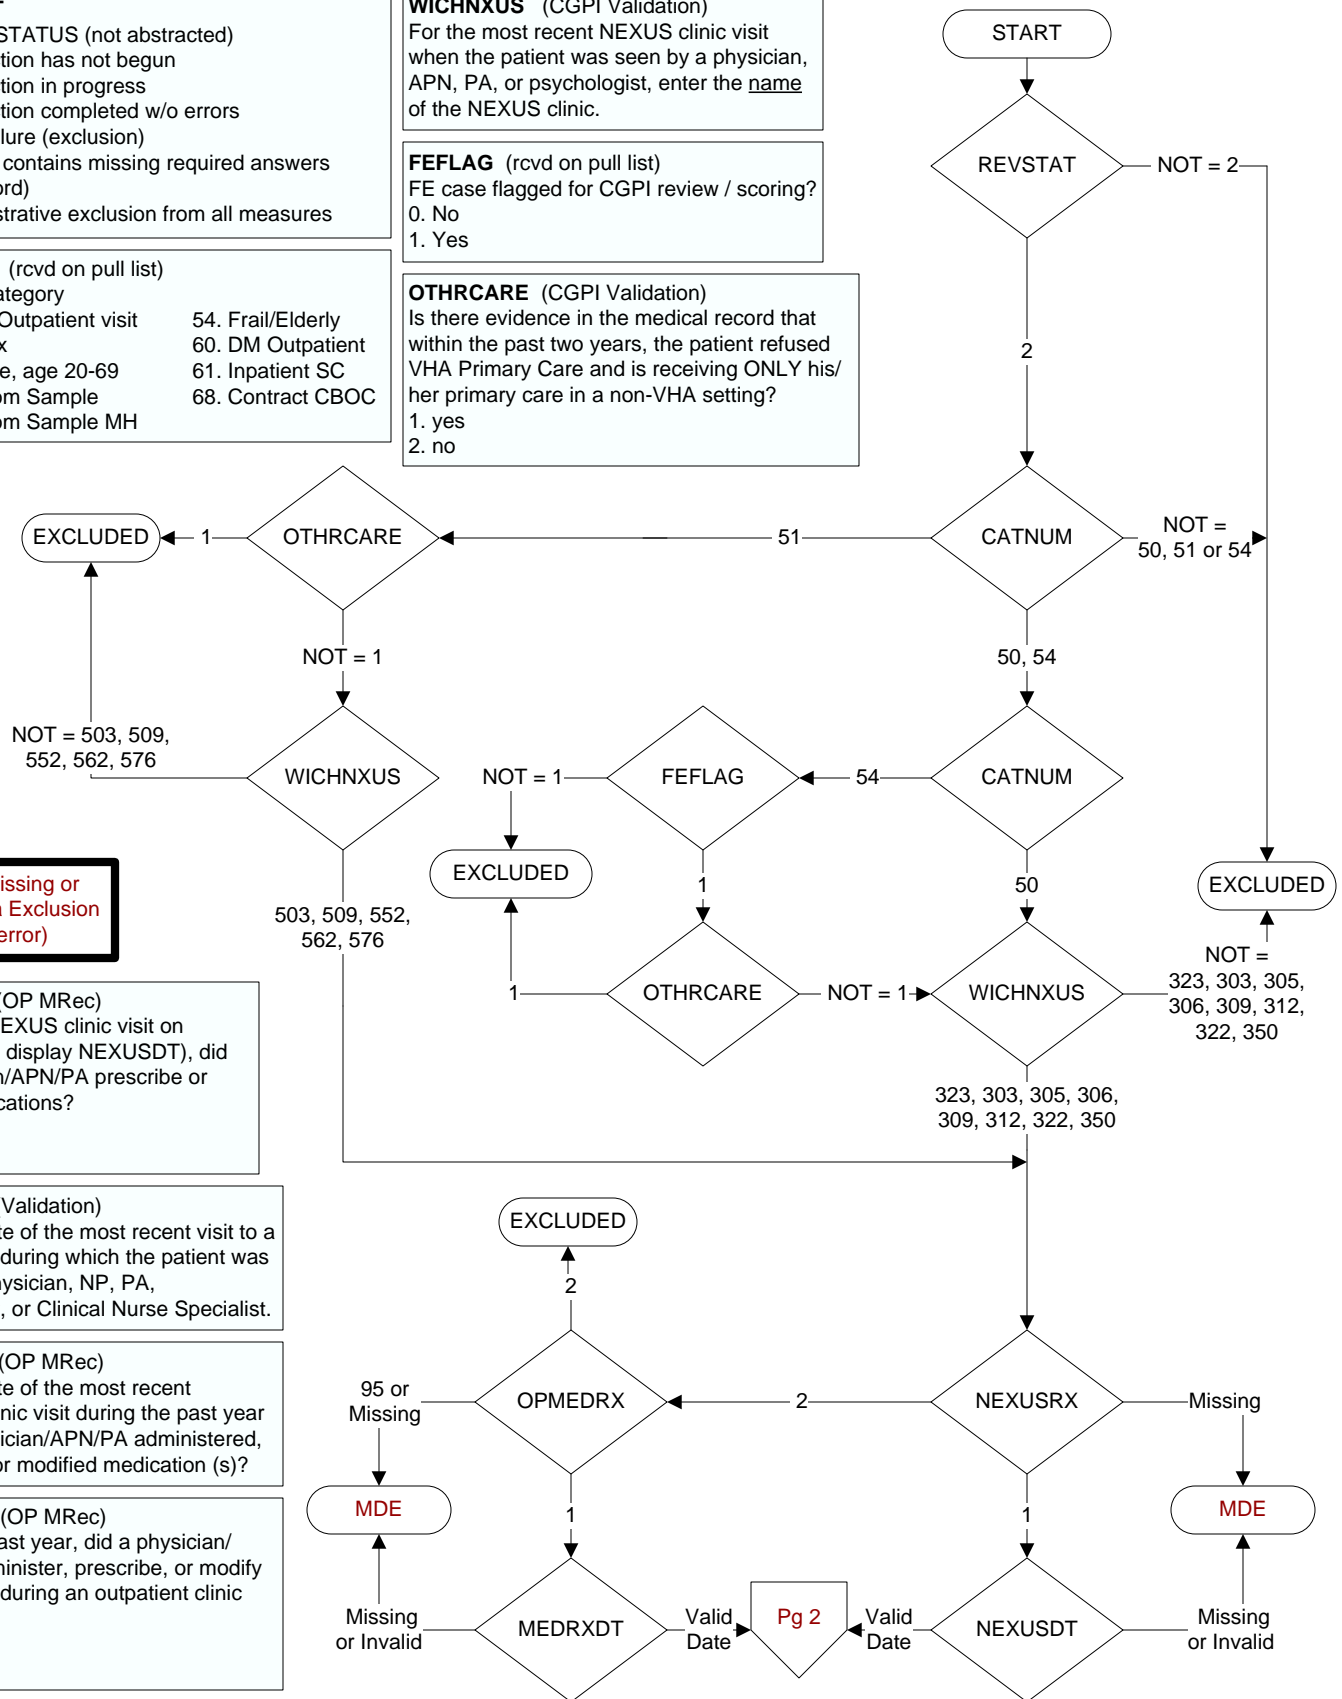 STATUS (not abstracted)
tion has not begun
tion in progress
tion completed w/o errors
lure (exclusion)
contains missing required answers
ord)
strative exclusion from all measures
WICHNXUS (CGPI Validation)
For the most recent NEXUS clinic visit
when the patient was seen by a physician,
APN, PA, or psychologist, enter the name
of the NEXUS clinic.
FEFLAG (rcvd on pull list)
FE case flagged for CGPI review / scoring?
0. No
1. Yes
(rcvd on pull list)
ategory
Outpatient visit 54. Frail/Elderly
x 60. DM Outpatient
e, age 20-69 61. Inpatient SC
om Sample 68. Contract CBOC
om Sample MH
OTHRCARE (CGPI Validation)
Is there evidence in the medical record that
within the past two years, the patient refused
VHA Primary Care and is receiving ONLY his/
her primary care in a non-VHA setting?
1. yes
2. no
START
REVSTAT
NOT = 2
2
EXCLUDED
1
OTHRCARE
51
CATNUM
NOT =
50, 51 or 54
NOT = 1
50, 54
NOT = 503, 509,
552, 562, 576
WICHNXUS
NOT = 1
FEFLAG
54
CATNUM
EXCLUDED
1
50
EXCLUDED
503, 509, 552,
562, 576
issing or
a Exclusion
error)
1
OTHRCARE
NOT = 1
WICHNXUS
NOT =
323, 303, 305,
306, 309, 312,
322, 350
323, 303, 305, 306,
309, 312, 322, 350
(OP MRec)
NEXUS clinic visit on
display NEXUSDT), did
n/APN/PA prescribe or
cations?
(Validation)
te of the most recent visit to a
during which the patient was
hysician, NP, PA,
, or Clinical Nurse Specialist.
(OP MRec)
te of the most recent
inic visit during the past year
sician/APN/PA administered,
or modified medication (s)?
(OP MRec)
ast year, did a physician/
minister, prescribe, or modify
during an outpatient clinic
EXCLUDED
2
95 or
Missing
OPMEDRX
2
NEXUSRX
Missing
MDE
1
1
MDE
Missing
or Invalid
MEDRXDT
Valid
Date
Pg 2
Valid
Date
NEXUSDT
Missing
or Invalid